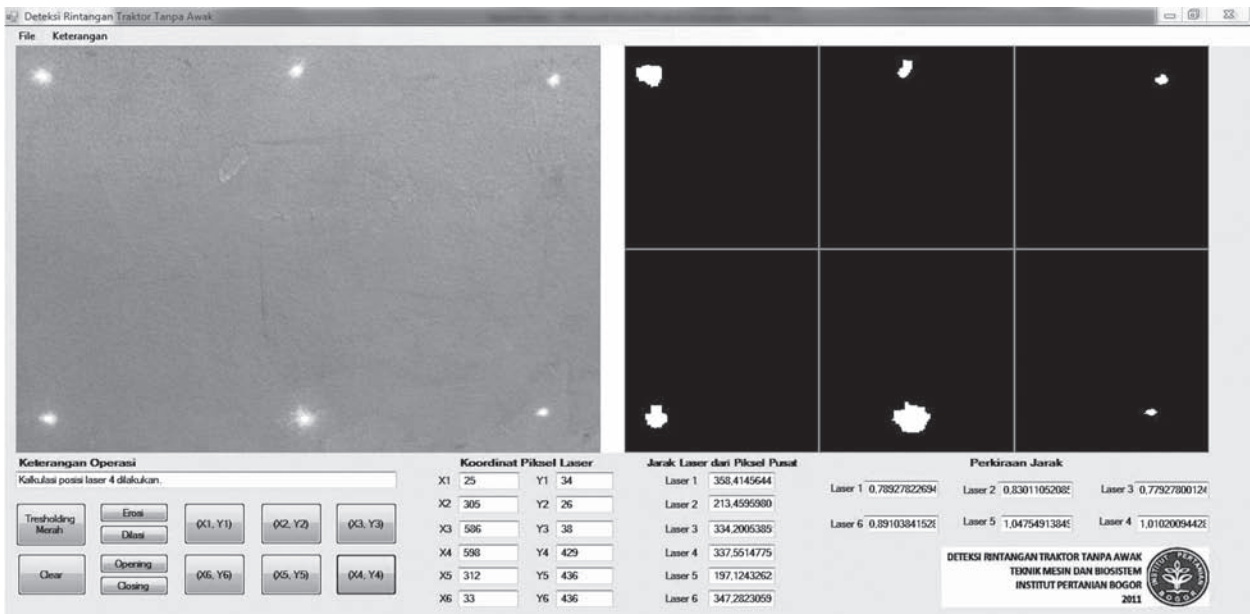 Deteksi Rintangan Traktor Tanpa Awak
File Keterangan
Keterangan Operasi
Kalkulasi posisi laser 4 dilakukan.
Tresholding Merah
Erosi
Dilasi
(X1, Y1)
(X2, Y2)
(X3, Y3)
Clear
Opening
Closing
(X6, Y6)
(X5, Y5)
(X4, Y4)
Koordinat Piksel Laser
X1 25 Y1 34
X2 305 Y2 26
X3 586 Y3 38
X4 598 Y4 429
X5 312 Y5 436
X6 33 Y6 436
Jarak Laser dari Piksel Pusat
Laser 1 358,4145644
Laser 2 213,4595980
Laser 3 334,2005385
Laser 4 337,5514775
Laser 5 197,1243262
Laser 6 347,2823059
Perkiraan Jarak
Laser 1 0,78927822694
Laser 2 0,83011052085
Laser 3 0,77927800124
Laser 6 0,89103841528
Laser 5 1,04754913845
Laser 4 1,01020094428
DETEKSI RINTANGAN TRAKTOR TANPA AWAK
TEKNIK MESIN DAN BIOSISTEM
INSTITUT PERTANIAN BOGOR
2011
INSTITUT PERTANIAN
BOGOR